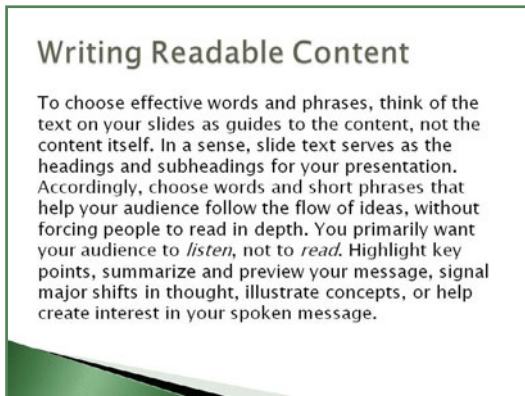 Writing Readable Content
To choose effective words and phrases, think of the
text on your slides as guides to the content, not the
content itself. In a sense, slide text serves as the
headings and subheadings for your presentation.
Accordingly, choose words and short phrases that
help your audience follow the flow of ideas, without
forcing people to read in depth. You primarily want
your audience to listen, not to read. Highlight key
points, summarize and preview your message, signal
major shifts in thought, illustrate concepts, or help
create interest in your spoken message.